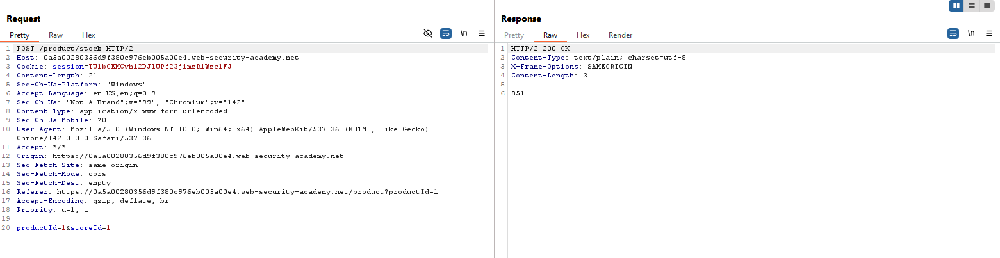 Request
Pretty Raw Hex
\n
1 POST /product/stock HTTP/2
2 Host: 0a5a00280356d9f380c976eb005a00e4.web-security-academy.net
3 Cookie: session=TUlbGEMCvhl2DJlUPf23jimzRlWzclFJ
4 Content-Length: 21
5 Sec-Ch-Ua-Platform: "Windows"
6 Accept-Language: en-US,en;q=0.9
7 Sec-Ch-Ua: "Not_A Brand";v="99", "Chromium";v="142"
8 Content-Type: application/x-www-form-urlencoded
9 Sec-Ch-Ua-Mobile: ?0
10 User-Agent: Mozilla/5.0 (Windows NT 10.0; Win64; x64) AppleWebKit/537.36 (KHTML, like Gecko)
Chrome/142.0.0.0 Safari/537.36
11 Accept: */*
12 Origin: https://0a5a00280356d9f380c976eb005a00e4.web-security-academy.net
13 Sec-Fetch-Site: same-origin
14 Sec-Fetch-Mode: cors
15 Sec-Fetch-Dest: empty
16 Referer: https://0a5a00280356d9f380c976eb005a00e4.web-security-academy.net/product?productId=1
17 Accept-Encoding: gzip, deflate, br
18 Priority: u=1, i
19
20 productId=1&storeId=1
Response
Pretty Raw Hex Render
\n
1 HTTP/2 200 OK
2 Content-Type: text/plain; charset=utf-8
3 X-Frame-Options: SAMEORIGIN
4 Content-Length: 3
5
6 851